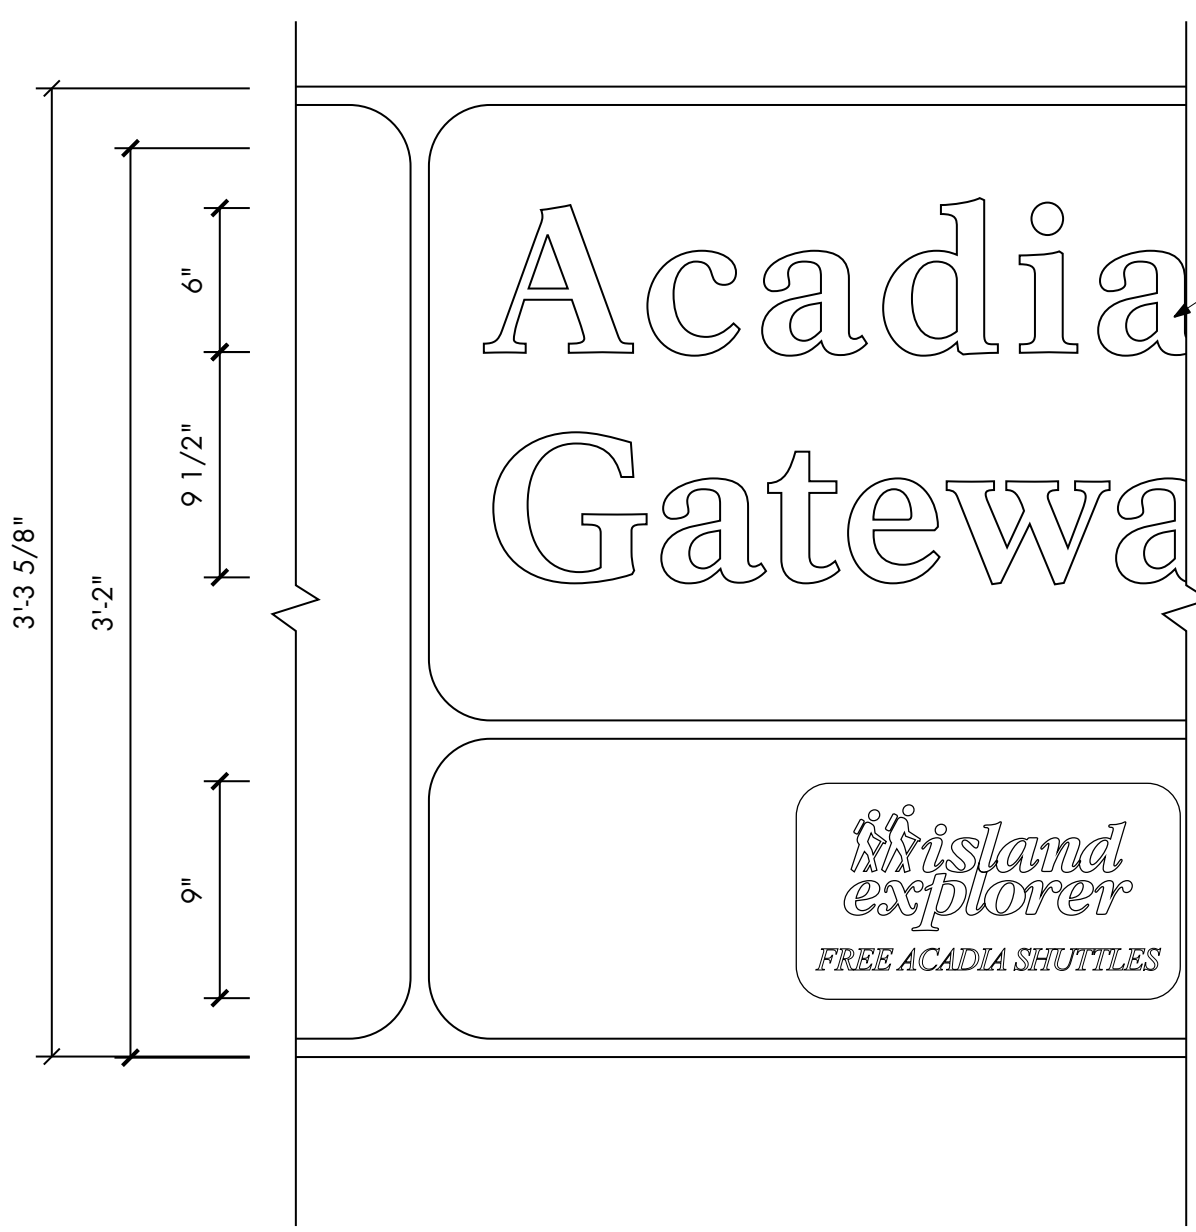 Acadia
Gatewa
island
explorer
FREE ACADIA SHUTTLES
3'-3 5/8"
3'-2"
6"
9 1/2"
9"